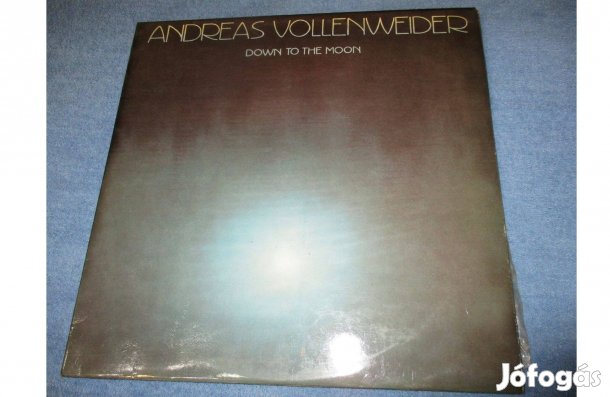 ANDREAS VOLLENWEIDER
DOWN TO THE MOON
Jófogás